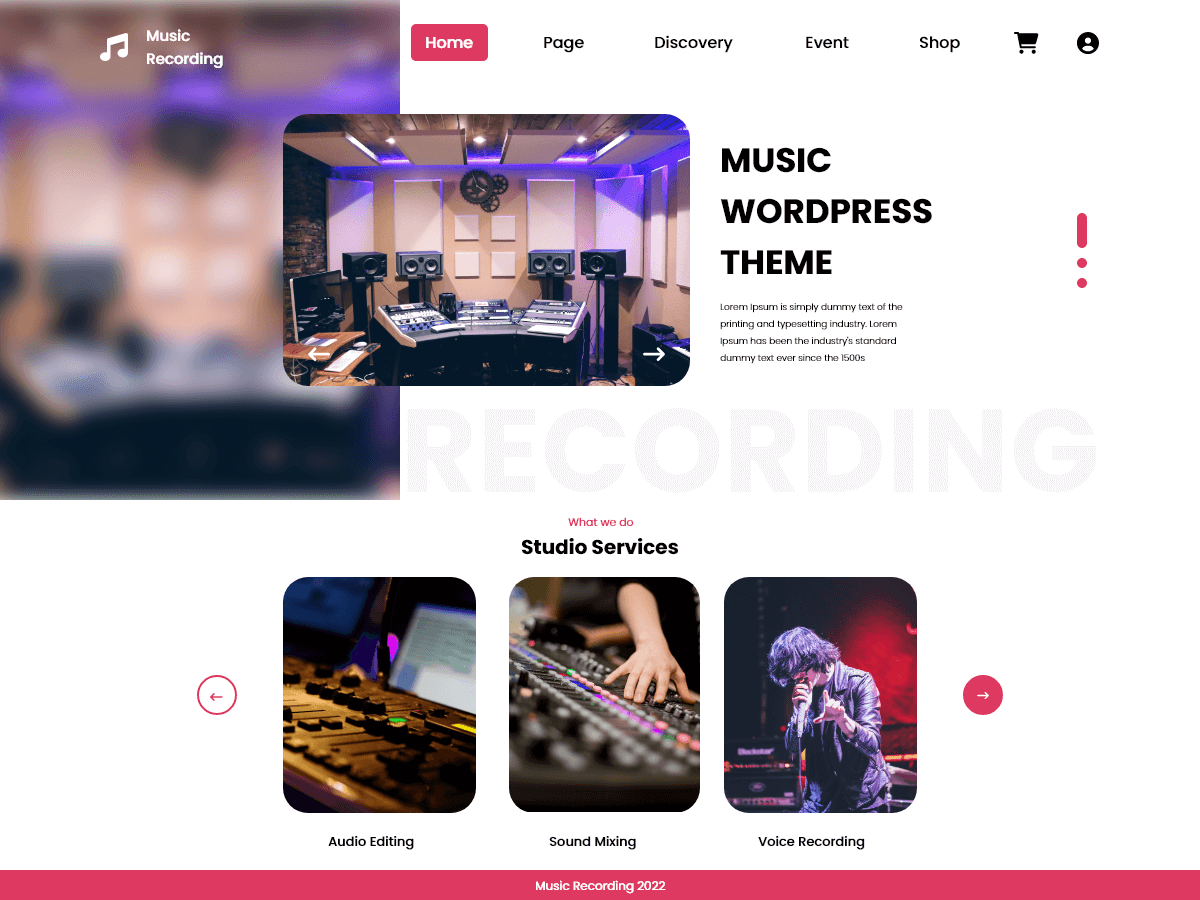 Music
Recording
Home
Page
Discovery
Event
Shop
MUSIC
WORDPRESS
THEME
Lorem Ipsum is simply dummy text of the
printing and typesetting industry. Lorem
Ipsum has been the industry's standard
dummy text ever since the 1500s
RECORDING
What we do
Studio Services
Blackstar
Audio Editing
Sound Mixing
Voice Recording
Music Recording 2022